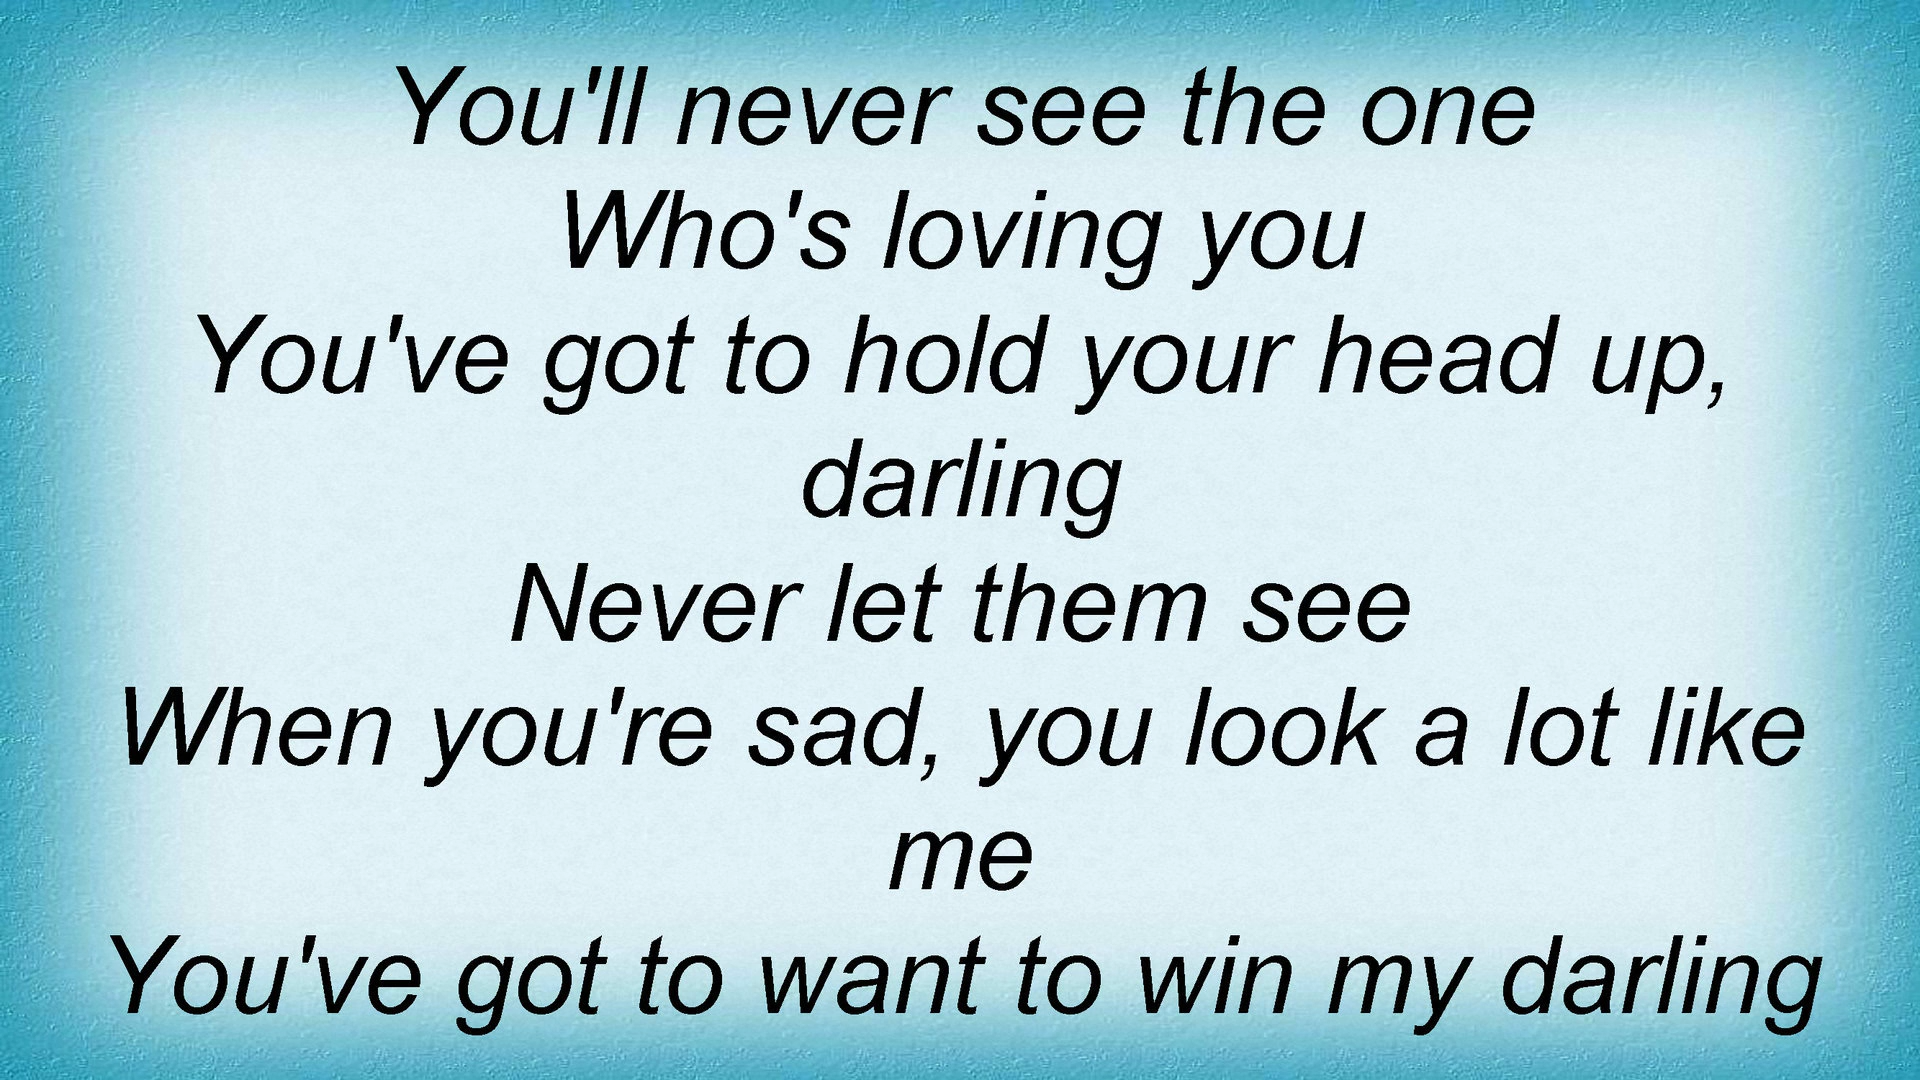 You'll never see the one
Who's loving you
You've got to hold your head up,
darling
Never let them see
When you're sad, you look a lot like
me
You've got to want to win my darling